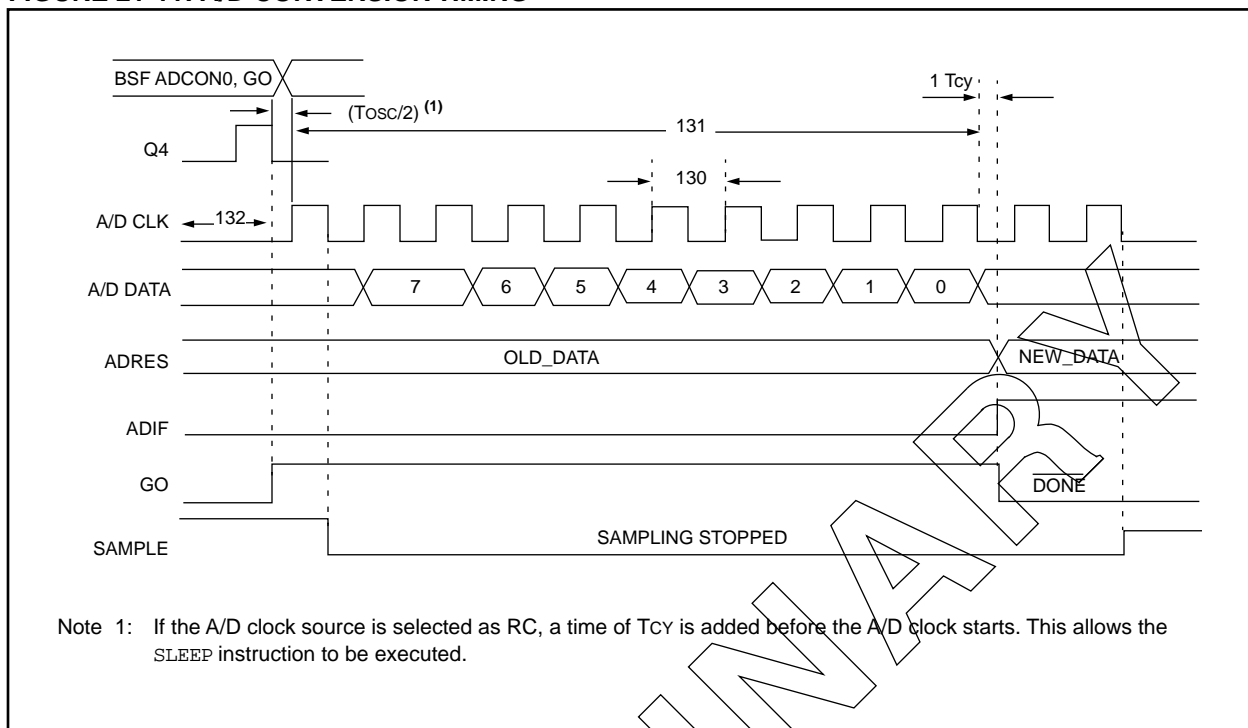 BSF ADCON0, GO
1 Tcy
(TOSC/2) (1)
131
Q4
130
A/D CLK
132
A/D DATA
7 6 5 4 3 2 1 0
ADRES
OLD_DATA
NEW_DATA
ADIF
GO
DONE
SAMPLE
SAMPLING STOPPED
Note 1: If the A/D clock source is selected as RC, a time of TCY is added before the A/D clock starts. This allows the
SLEEP instruction to be executed.
INARY